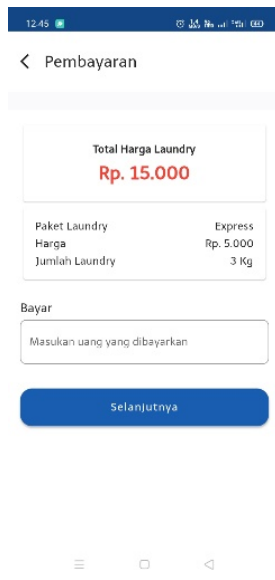 12.45
Pembayaran
Total Harga Laundry
Rp. 15.000
Paket Laundry Express
Harga Rp. 5.000
Jumlah Laundry 3 Kg
Bayar
Masukan uang yang dibayarkan
Selanjutnya